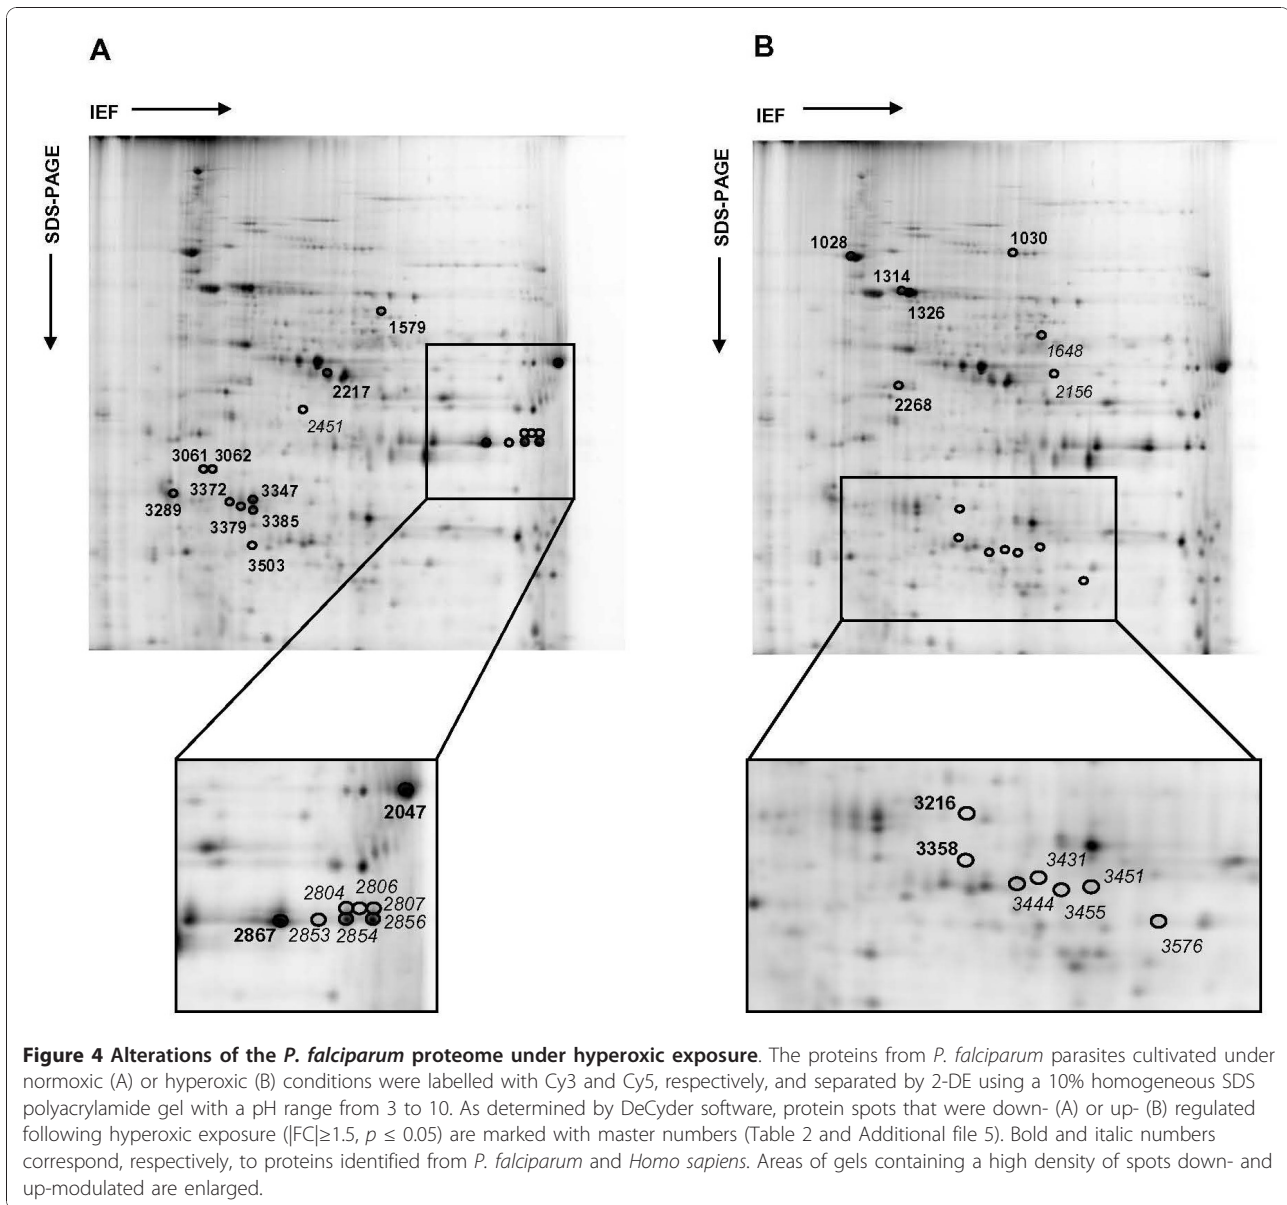 A
B
IEF
IEF
SDS-PAGE
SDS-PAGE
1579
2217
2451
3061 3062
3372
3347
3289
3379
3385
3503
1028
1030
1314
1326
1648
2156
2268
2047
2804
2806
2807
2856
2867
2853
2854
3216
3358
3431
3451
3444
3455
3576
Figure 4 Alterations of the P. falciparum proteome under hyperoxic exposure. The proteins from P. falciparum parasites cultivated under
normoxic (A) or hyperoxic (B) conditions were labelled with Cy3 and Cy5, respectively, and separated by 2-DE using a 10% homogeneous SDS
polyacrylamide gel with a pH range from 3 to 10. As determined by DeCyder software, protein spots that were down- (A) or up- (B) regulated
following hyperoxic exposure (|FC|≥1.5, p ≤ 0.05) are marked with master numbers (Table 2 and Additional file 5). Bold and italic numbers
correspond, respectively, to proteins identified from P. falciparum and Homo sapiens. Areas of gels containing a high density of spots down- and
up-modulated are enlarged.